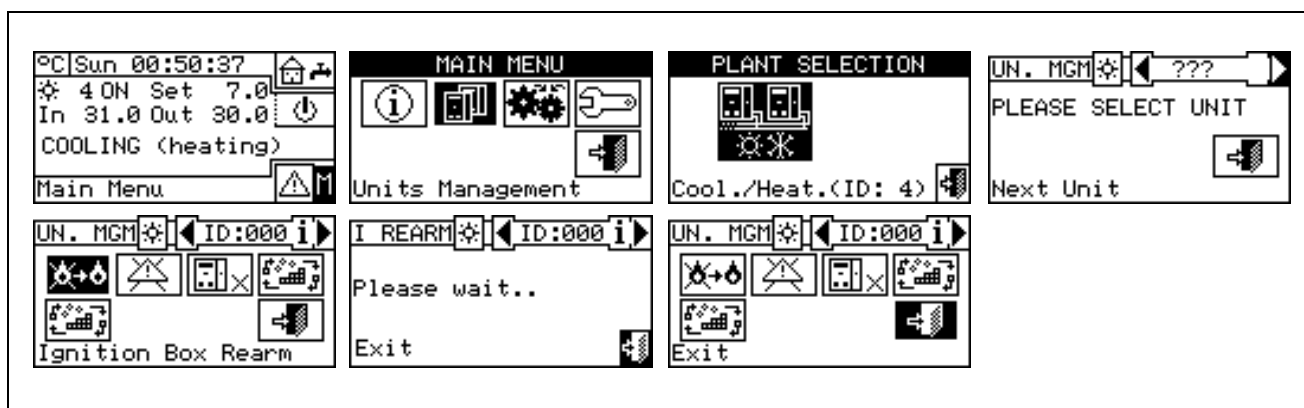 °C Sun 00:50:37
4 ON Set 7.0
In 31.0 Out 30.0
COOLING (heating)
Main Menu M
MAIN MENU
Units Management
PLANT SELECTION
Cool./Heat.(ID: 4)
UN. MGM ???
PLEASE SELECT UNIT
Next Unit
UN. MGM ID:000 i
Ignition Box Rearm
I REARM ID:000 i
Please wait..
Exit
UN. MGM ID:000 i
Exit